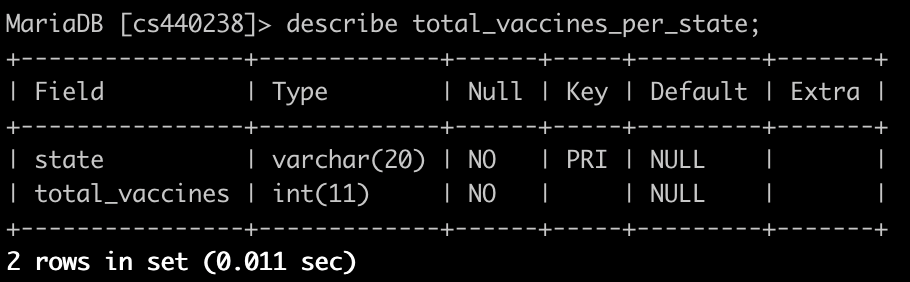 MariaDB [cs440238]> describe total_vaccines_per_state;
+----------------+-------------+------+-----+---------+-------+
| Field          | Type        | Null | Key | Default | Extra |
+----------------+-------------+------+-----+---------+-------+
| state          | varchar(20) | NO   | PRI | NULL    |       |
| total_vaccines | int(11)     | NO   |     | NULL    |       |
+----------------+-------------+------+-----+---------+-------+
2 rows in set (0.011 sec)